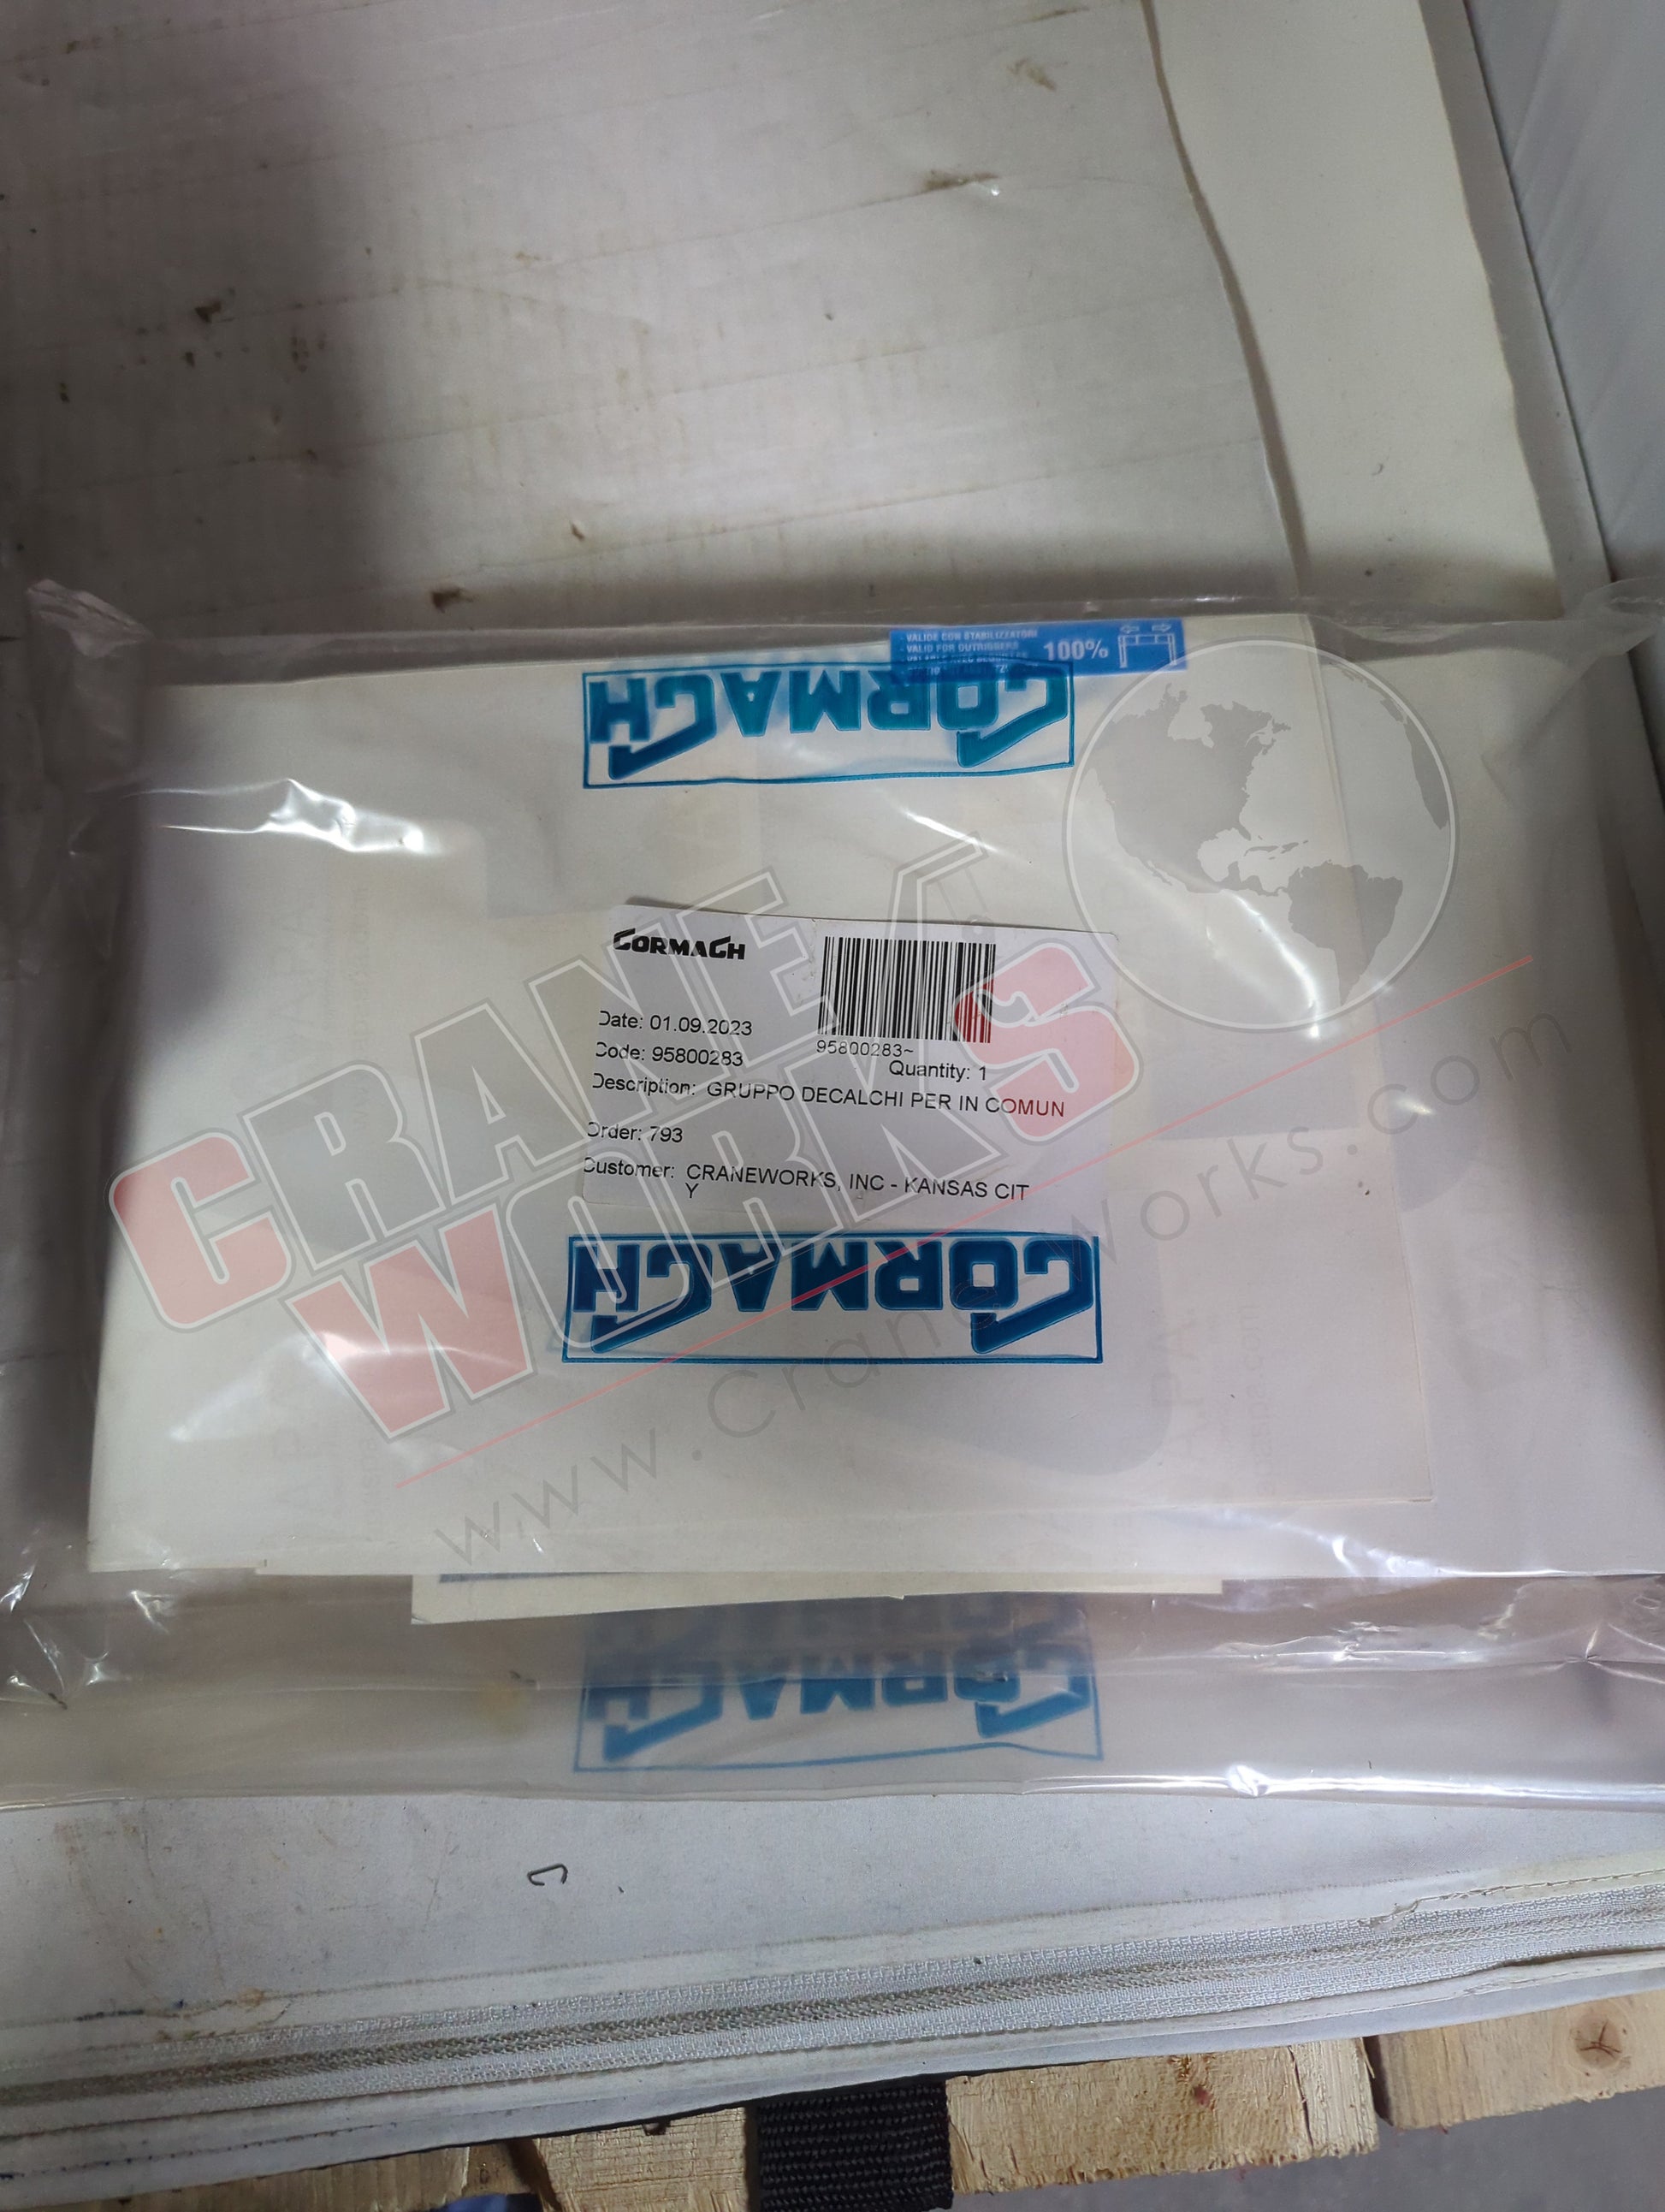 - VALIDE CON STABILIZZATORI
- VALID FOR OUTRIGGERS
100%
CORMACH
CORMACH
Date: 01.09.2023
Code: 95800283
95800283~
Quantity: 1
Description: GRUPPO DECALCHI PER IN COMUN
Order: 793
Customer: CRANEWORKS, INC - KANSAS CIT
Y
CORMACH
CORMACH
CRANE
WORKS
www.CraneWorks.com